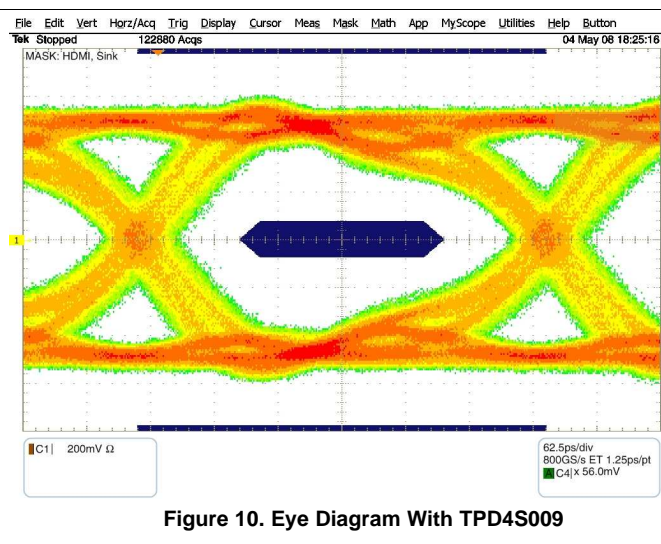 File Edit Vert Horz/Acq Trig Display Cursor Meas Mask Math App MyScope Utilities Help Button
Tek Stopped 122880 Acqs 04 May 08 18:25:16
MASK: HDMI, Sink
1
C1 200mV Ω
62.5ps/div
800GS/s ET 1.25ps/pt
A C4 x 56.0mV
Figure 10. Eye Diagram With TPD4S009